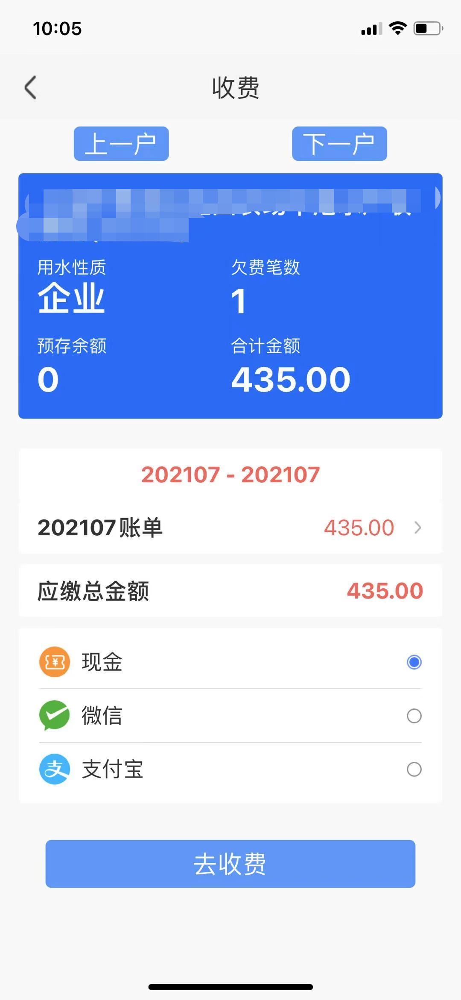 10:05
收费
上一户
下一户
用水性质
欠费笔数
企业
1
预存余额
合计金额
0
435.00
202107 - 202107
202107账单
435.00
应缴总金额
435.00
现金
微信
支付宝
去收费